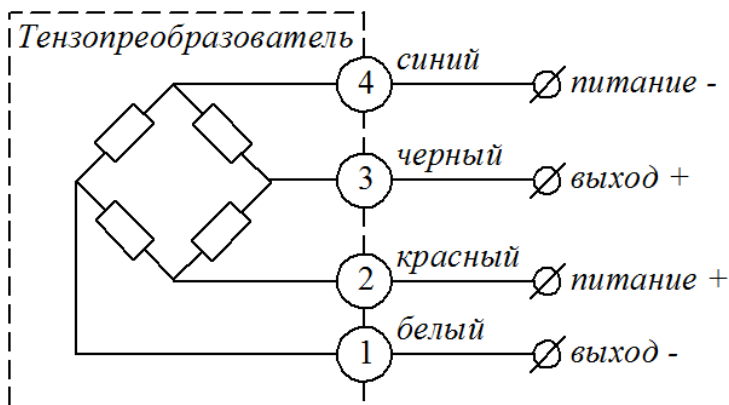 Тензопреобразователь
4 синий питание -
3 черный выход +
2 красный питание +
1 белый выход -